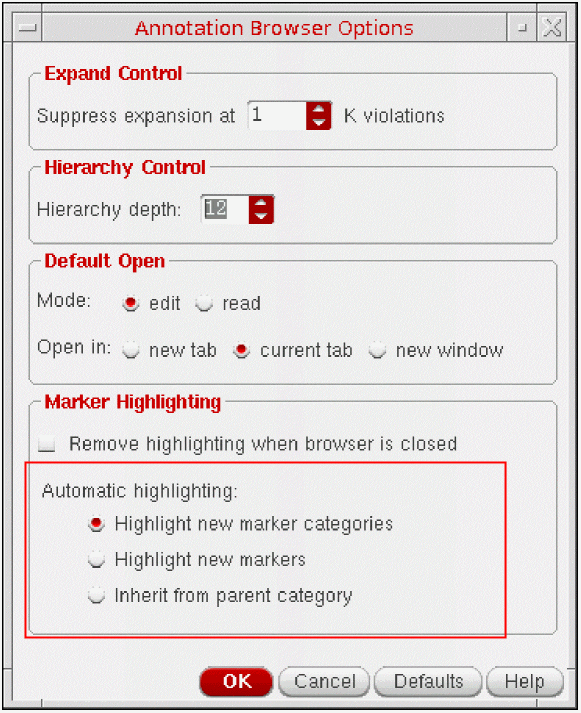 Annotation Browser Options
Expand Control
Suppress expansion at 1 K violations
Hierarchy Control
Hierarchy depth: 12
Default Open
Mode: edit read
Open in: new tab current tab new window
Marker Highlighting
Remove highlighting when browser is closed
Automatic highlighting:
Highlight new marker categories
Highlight new markers
Inherit from parent category
OK Cancel Defaults Help